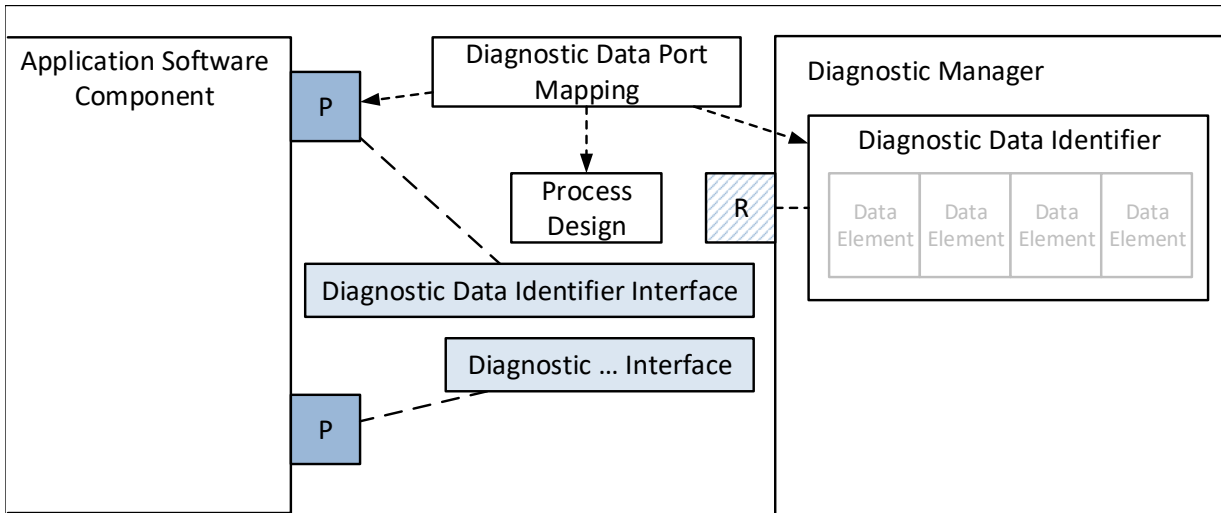 Application Software
Component
P
Diagnostic Data Port
Mapping
Process
Design
R
Diagnostic Manager
Diagnostic Data Identifier
Data
Element
Data
Element
Data
Element
Data
Element
Diagnostic Data Identifier Interface
Diagnostic ... Interface
P